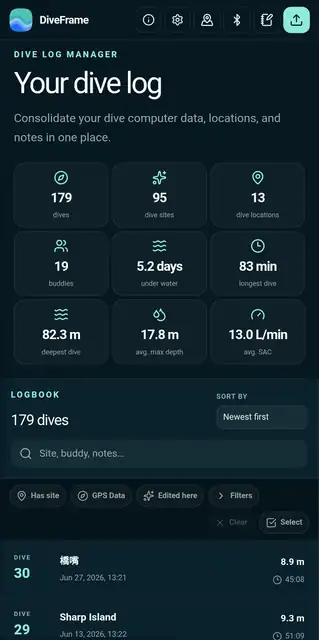 DiveFrame
DIVE LOG MANAGER
Your dive log
Consolidate your dive computer data, locations, and
notes in one place.
179
dives
95
dive sites
13
dive locations
19
buddies
5.2 days
under water
83 min
longest dive
82.3 m
deepest dive
17.8 m
avg. max depth
13.0 L/min
avg. SAC
LOGBOOK
179 dives
SORT BY
Newest first
Site, buddy, notes…
Has site
GPS Data
Edited here
Filters
Clear
Select
DIVE
30
橋嘴
Jun 27, 2026, 13:21
8.9 m
45:08
DIVE
29
Sharp Island
Jun 13, 2026, 13:22
9.3 m
51:09